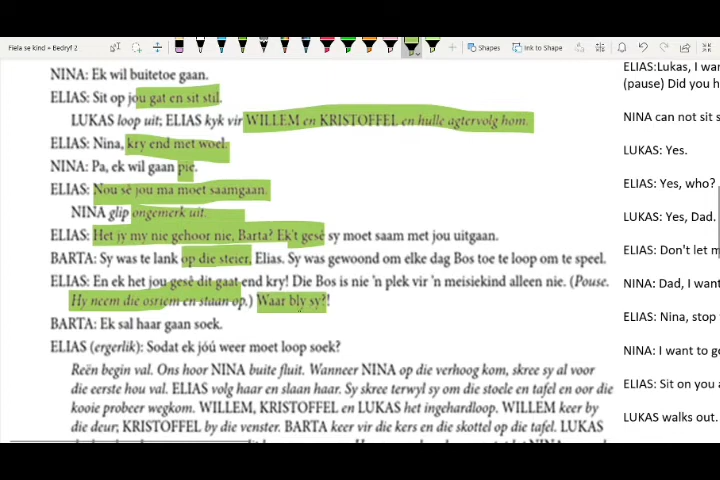 Fiela se kind » Bedryf 2
Shapes
Ink to Shape
NINA: Ek wil buitetoe gaan.
ELIAS: Sit op jou gat en sit stil.
LUKAS loop uit; ELIAS kyk vir WILLEM en KRISTOFFEL en hulle agtervolg hom.
ELIAS: Nina, kry end met woel.
NINA: Pa, ek wil gaan pie.
ELIAS: Nou sê jou ma moet saamgaan.
NINA glip ongemerk uit.
ELIAS: Het jy my nie gehoor nie, Barta? Ek't gesê sy moet saam met jou uitgaan.
BARTA: Sy was te lank op die steier, Elias. Sy was gewoond om elke dag Bos toe te loop om te speel.
ELIAS: En ek het jou gesê dit gaat end kry! Die Bos is nie 'n plek vir 'n meisiekind alleen nie. (Pouse.
Hy neem die osriem en staan op.) Waar bly sy?!
BARTA: Ek sal haar gaan soek.
ELIAS (ergerlik): Sodat ek jóú weer moet loop soek?
Reën begin val. Ons hoor NINA buite fluit. Wanneer NINA op die verhoog kom, skree sy al voor
die eerste hou val. ELIAS volg haar en slaan haar. Sy skree terwyl sy om die stoele en tafel en oor die
kooie probeer wegkom. WILLEM, KRISTOFFEL en LUKAS het ingehardloop. WILLEM keer by
die deur; KRISTOFFEL by die venster. BARTA keer vir die kers en die skottel op die tafel. LUKAS
ELIAS:Lukas, I war
(pause) Did you h
NINA can not sit s
LUKAS: Yes.
ELIAS: Yes, who?
LUKAS: Yes, Dad.
ELIAS: Don't let m
NINA: Dad, I want
ELIAS: Nina, stop
NINA: I want to go
ELIAS: Sit on you a
LUKAS walks out.